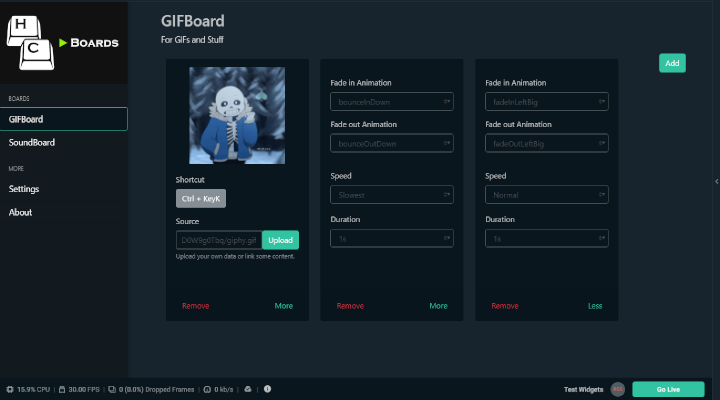 H
C
BOARDS
BOARDS
GIFBoard
SoundBoard
MORE
Settings
About
GIFBoard
For GIFs and Stuff
Add
Shortcut
Ctrl + KeyK
Source
D0W9g0Tbq/giphy.gif
Upload
Upload your own data or link some content.
Remove
More
Fade in Animation
bounceInDown
Fade out Animation
bounceOutDown
Speed
Slowest
Duration
1s
Remove
More
Fade in Animation
fadeInLeftBig
Fade out Animation
fadeOutLeftBig
Speed
Normal
Duration
1s
Remove
Less
15.9% CPU
30.00 FPS
0 (0.0%) Dropped Frames
0 kb/s
Test Widgets
REC
Go Live